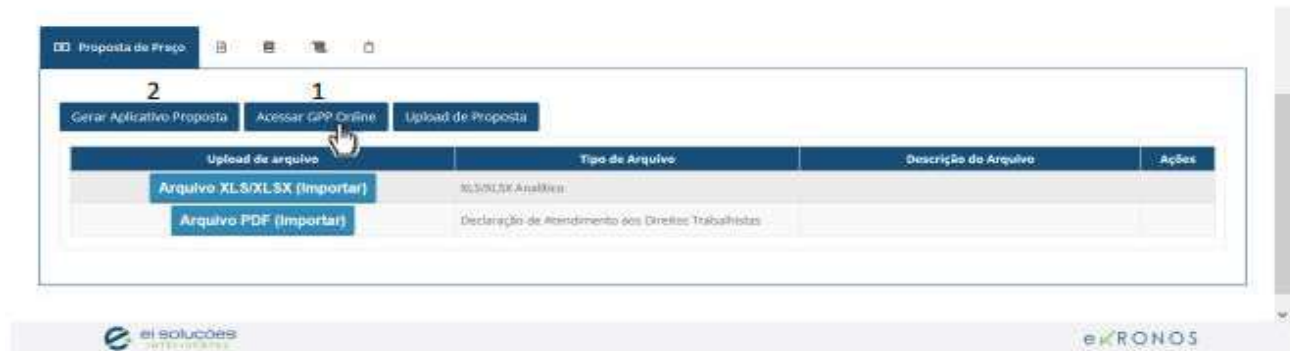 Proposta de Preço
2 1
Gerar Aplicativo Proposta Acessar GPP Online Upload de Proposta
Upload de arquivo Tipo de Arquivo Descrição do Arquivo Ações
Arquivo XLS/XLSX (Importar) XLS/XLSX Analítico
Arquivo PDF (Importar) Declaração de Atendimento aos Direitos Trabalhistas
ei soluções eKRONOS
INTELIGENTES